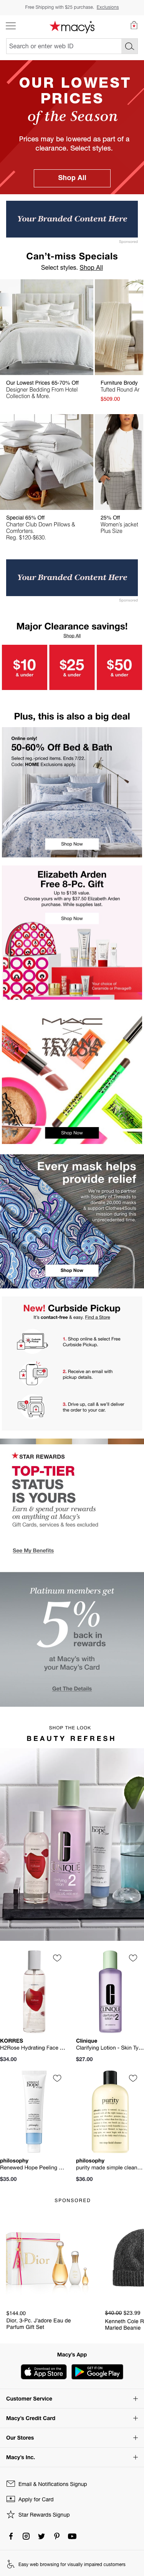 Free Shipping with $25 purchase. Exclusions
macy's
Search or enter web ID
OUR LOWEST
PRICES
of the Season
Prices may be lowered as part of a
clearance. Select styles.
Shop All
Your Branded Content Here
Sponsored
Can't-miss Specials
Select styles. Shop All
Our Lowest Prices 65-70% Off
Designer Bedding From Hotel
Collection & More.
Furniture Brody
Tufted Round Ar
$509.00
Special 65% Off
Charter Club Down Pillows &
Comforters
Reg. $120-$630.
25% Off
Women's jacket
Plus Size
Your Branded Content Here
Sponsored
Major Clearance savings!
Shop All
$10
& under
$25
& under
$50
& under
Plus, this is also a big deal
Online only!
50-60% Off Bed & Bath
Select reg.-priced items. Ends 7/22.
Code: HOME Exclusions apply.
Shop Now
Elizabeth Arden
Free 8-Pc. Gift
Up to $138 value.
Choose yours with any $37.50 Elizabeth Arden
purchase. While supplies last.
Shop Now
MAC
TEYANA
TAYLOR
Shop Now
Every mask helps
provide relief
We're proud to partner
with Society of Threads to
donate 20,000 masks
& support Clothes4Souls
mission during this
unprecedented time.
Shop Now
New! Curbside Pickup
It's contact-free & easy. Find a Store
1. Shop online & select Free
Curbside Pickup.
2. Receive an email with
pickup details.
3. Drive up, call & we'll deliver
the order to your car.
STAR REWARDS
TOP-TIER
STATUS
IS YOURS
Earn & spend your rewards
on anything at Macy's
Gift Cards, services & fees excluded
See My Benefits
Platinum members get
5%
back in
rewards
at Macy's with
your Macy's Card
Get The Details
SHOP THE LOOK
BEAUTY REFRESH
CLINIQUE
2
hope
KORRES
H2Rose Hydrating Face ...
$34.00
CLINIQUE
2
Clinique
Clarifying Lotion - Skin Ty...
$27.00
hope
philosophy
Renewed Hope Peeling ...
$35.00
purity
philosophy
purity made simple clean...
$36.00
SPONSORED
Dior
$144.00
Dior. 3-Pc. J'adore Eau de
Parfum Gift Set
$40.00 $23.99
Kenneth Cole R
Marled Beanie
Macy's App
Download on the
App Store
GET IT ON
Google Play
Customer Service
Macy's Credit Card
Our Stores
Macy's Inc.
Email & Notifications Signup
Apply for Card
Star Rewards Signup
Easy web browsing for visually impaired customers